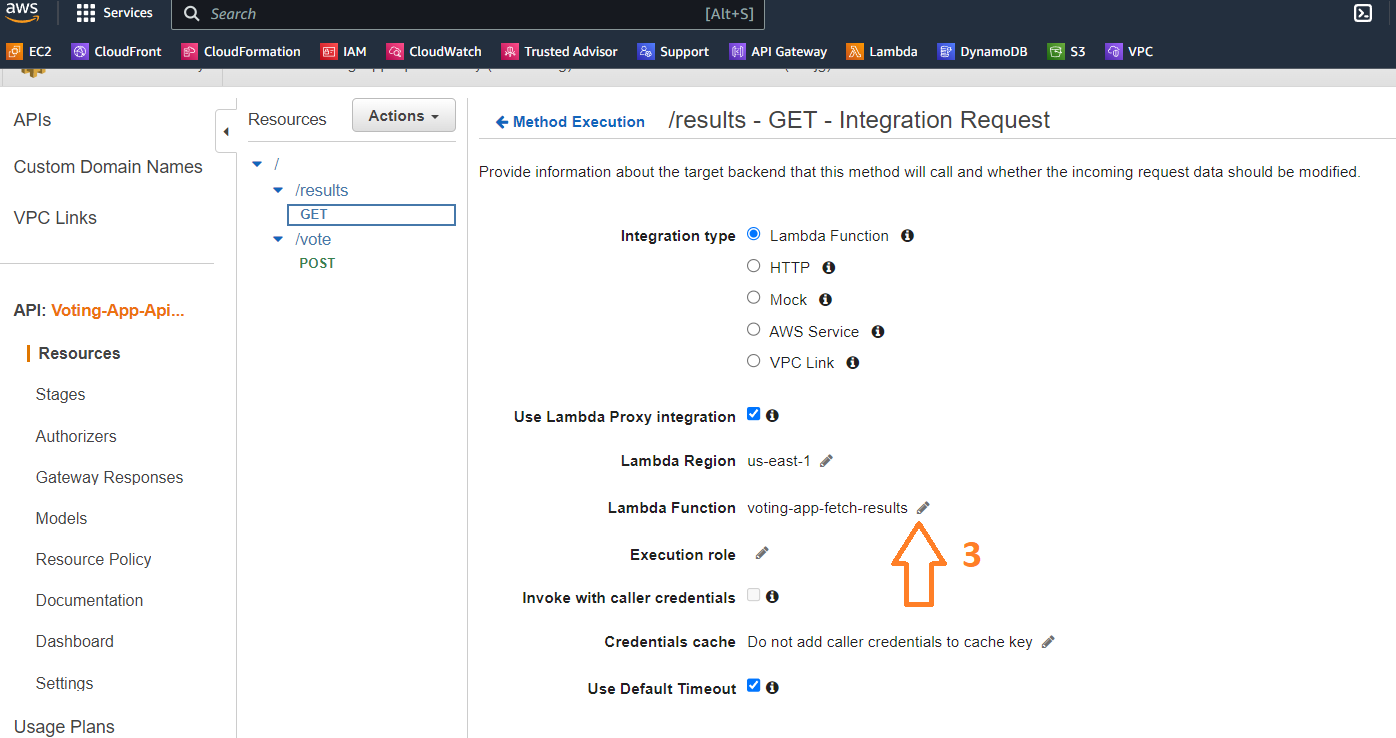 aws
Services
Search
[Alt+S]
EC2
CloudFront
CloudFormation
IAM
CloudWatch
Trusted Advisor
Support
API Gateway
Lambda
DynamoDB
S3
VPC
APIs
Custom Domain Names
VPC Links
API: Voting-App-Api...
Resources
Stages
Authorizers
Gateway Responses
Models
Resource Policy
Documentation
Dashboard
Settings
Usage Plans
Resources
Actions
/
/results
GET
/vote
POST
Method Execution
/results - GET - Integration Request
Provide information about the target backend that this method will call and whether the incoming request data should be modified.
Integration type
Lambda Function
HTTP
Mock
AWS Service
VPC Link
Use Lambda Proxy integration
Lambda Region us-east-1
Lambda Function voting-app-fetch-results
3
Execution role
Invoke with caller credentials
Credentials cache Do not add caller credentials to cache key
Use Default Timeout